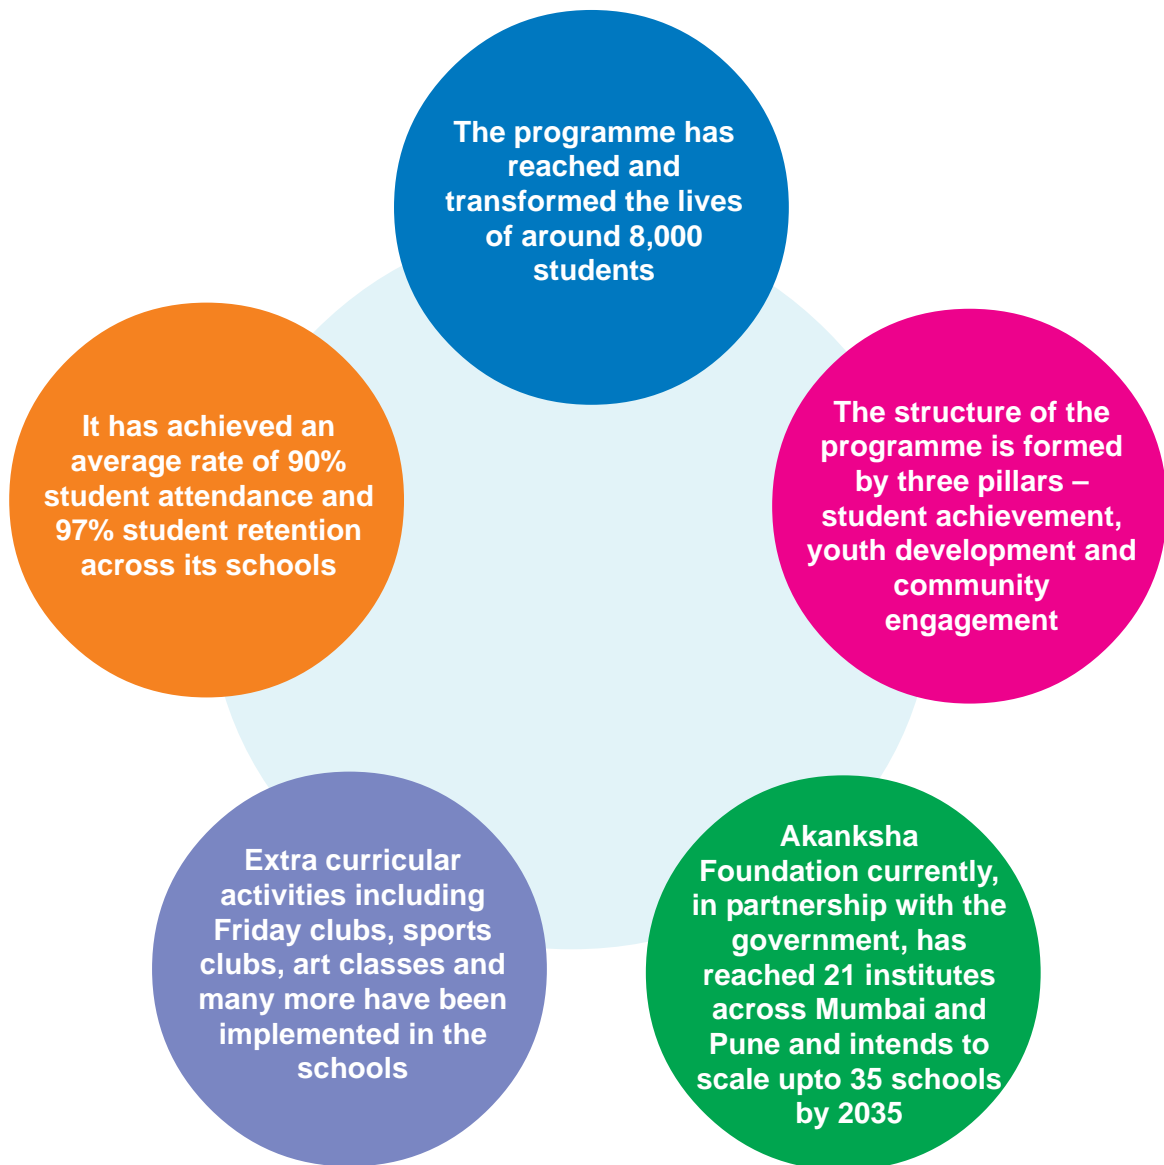 The programme has
reached and
transformed the lives
of around 8,000
students
The structure of the
programme is formed
by three pillars –
student achievement,
youth development and
community
engagement
Akanksha
Foundation currently,
in partnership with the
government, has
reached 21 institutes
across Mumbai and
Pune and intends to
scale upto 35 schools
by 2035
Extra curricular
activities including
Friday clubs, sports
clubs, art classes and
many more have been
implemented in the
schools
It has achieved an
average rate of 90%
student attendance and
97% student retention
across its schools